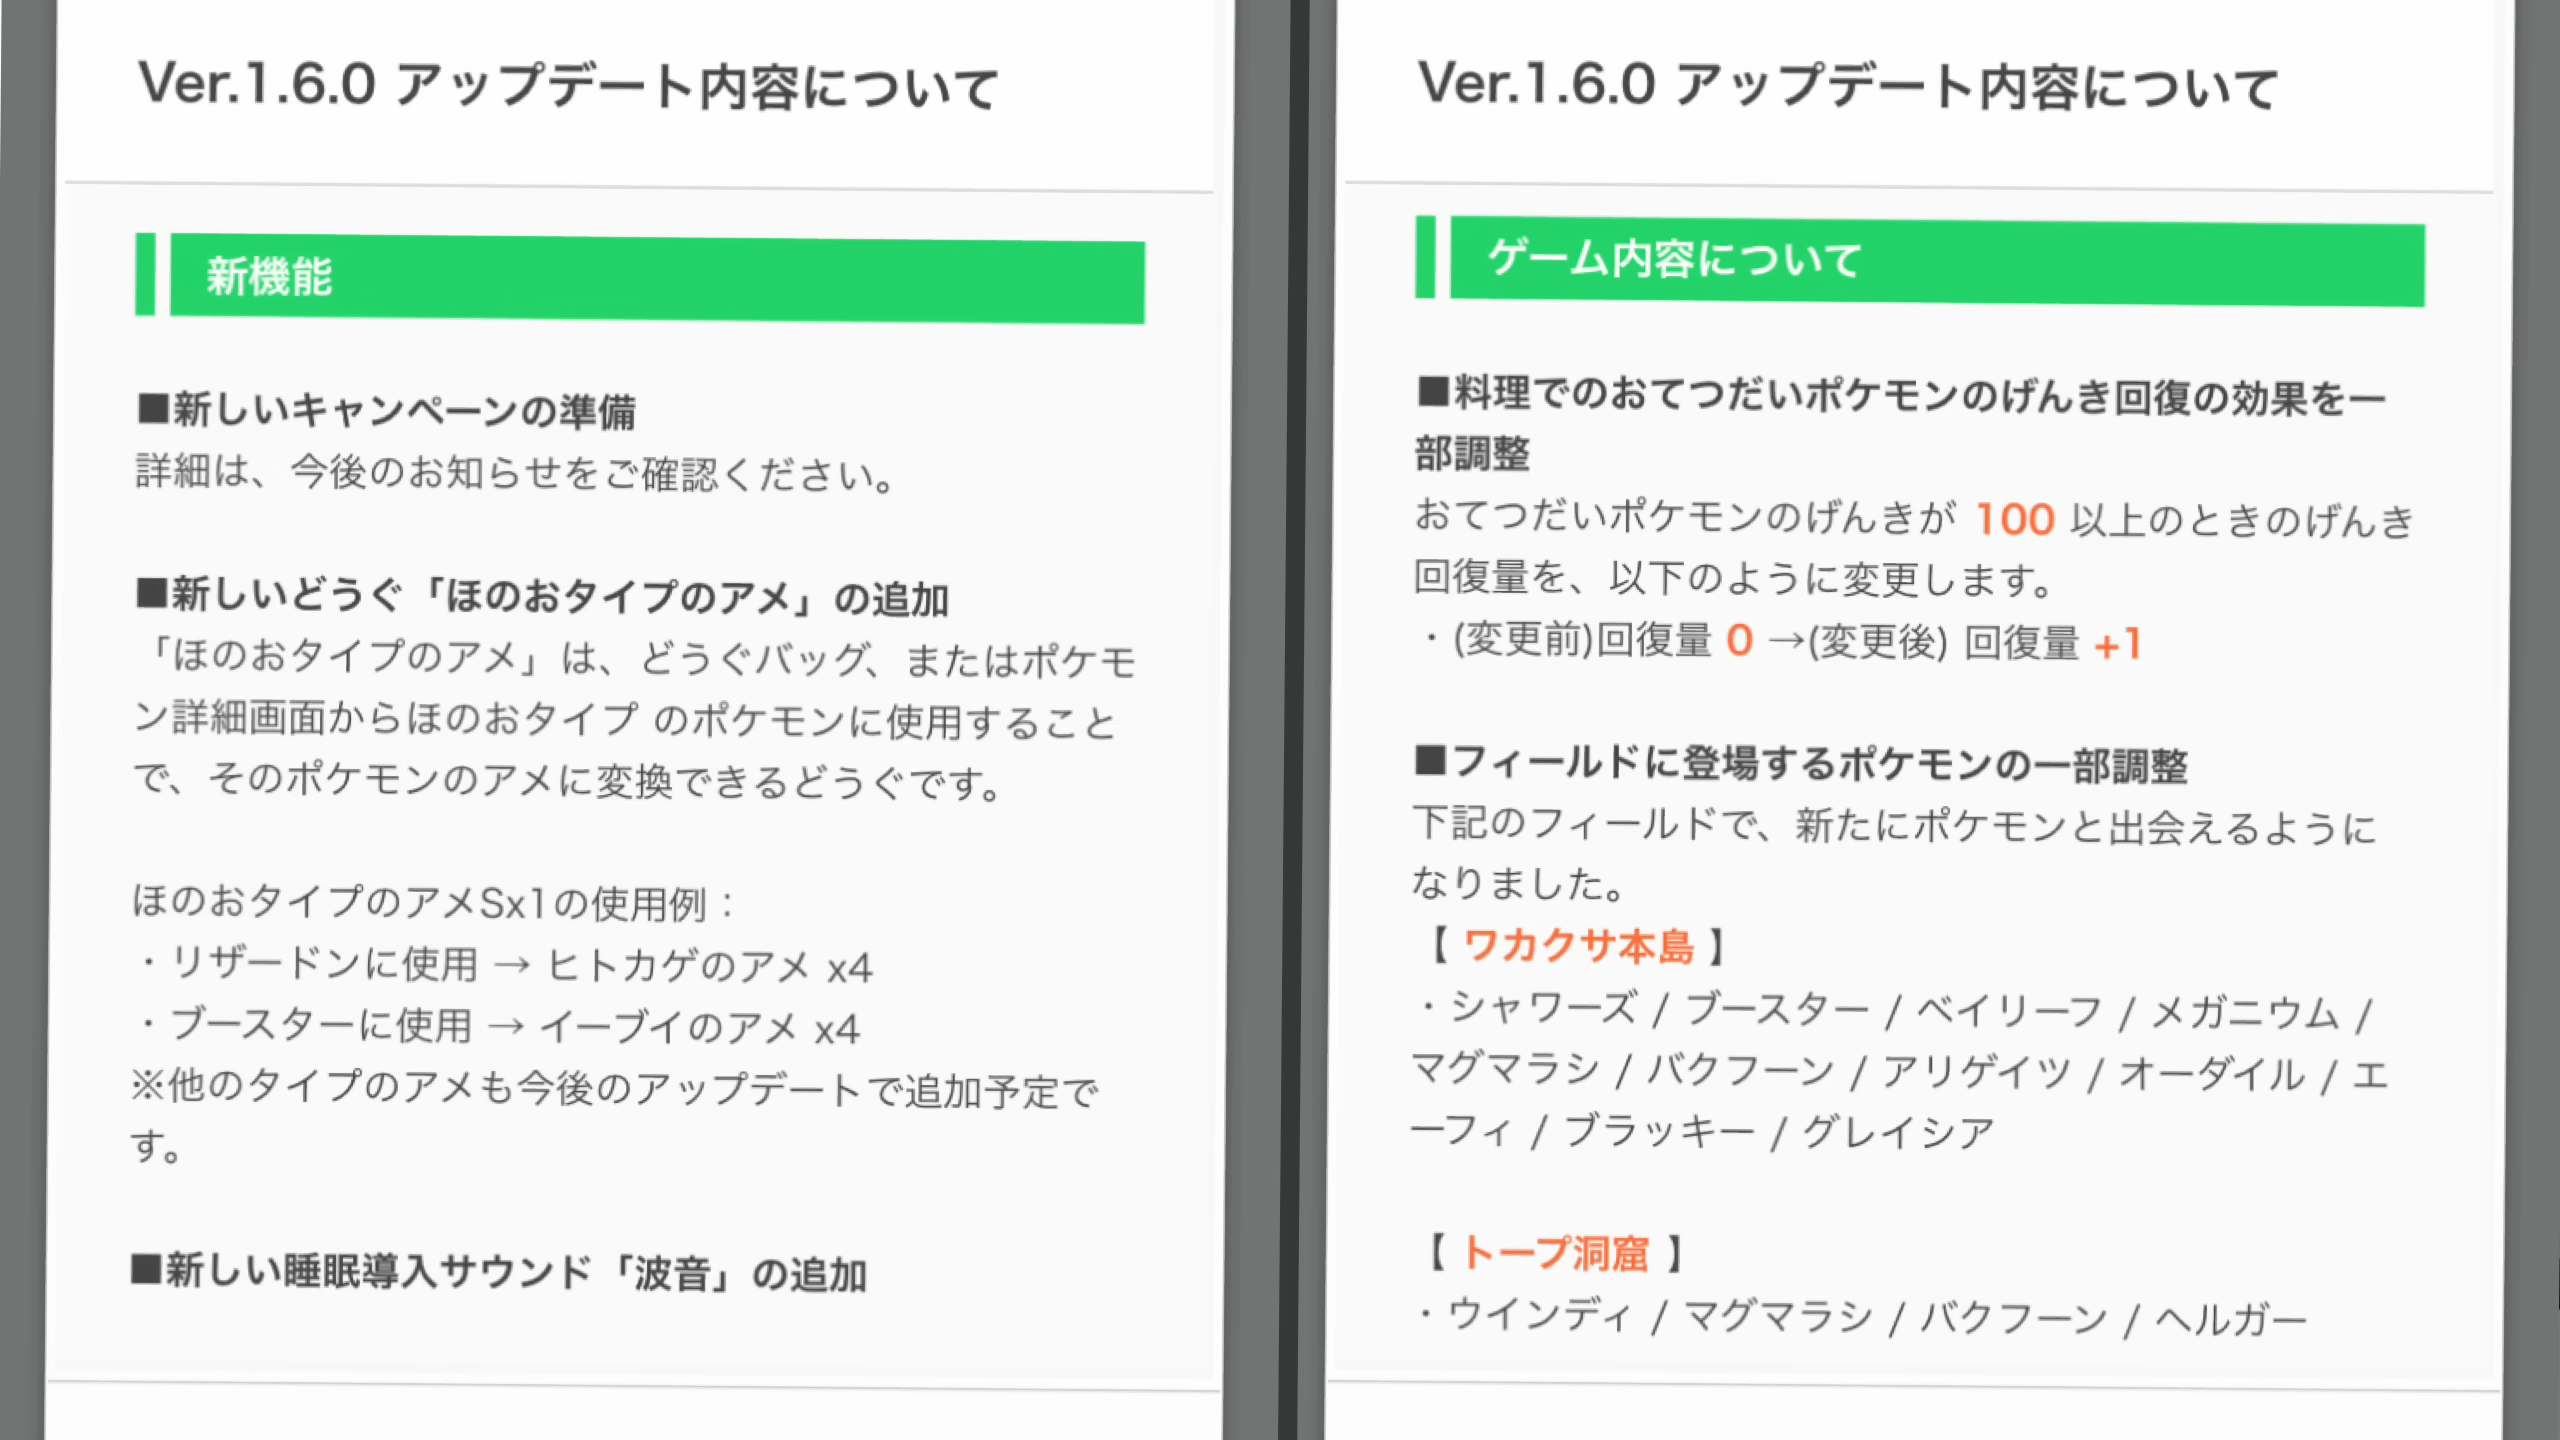 Ver.1.6.0 アップデート内容について
新機能
■新しいキャンペーンの準備
詳細は、今後のお知らせをご確認ください。
■新しいどうぐ「ほのおタイプのアメ」の追加
「ほのおタイプのアメ」は、どうぐバッグ、またはポケモ
ン詳細画面からほのおタイプ のポケモンに使用すること
で、そのポケモンのアメに変換できるどうぐです。
ほのおタイプのアメSx1の使用例：
・リザードンに使用 → ヒトカゲのアメ x4
・ブースターに使用 → イーブイのアメ x4
※他のタイプのアメも今後のアップデートで追加予定で
す。
■新しい睡眠導入サウンド「波音」の追加
Ver.1.6.0 アップデート内容について
ゲーム内容について
■料理でのおてつだいポケモンのげんき回復の効果を一
部調整
おてつだいポケモンのげんきが 100 以上のときのげんき
回復量を、以下のように変更します。
・(変更前)回復量 0 →(変更後) 回復量 +1
■フィールドに登場するポケモンの一部調整
下記のフィールドで、新たにポケモンと出会えるように
なりました。
【 ワカクサ本島 】
・シャワーズ / ブースター / ベイリーフ / メガニウム /
マグマラシ / バクフーン / アリゲイツ / オーダイル / エ
ーフィ / ブラッキー / グレイシア
【 トープ洞窟 】
・ウインディ / マグマラシ / バクフーン / ヘルガー